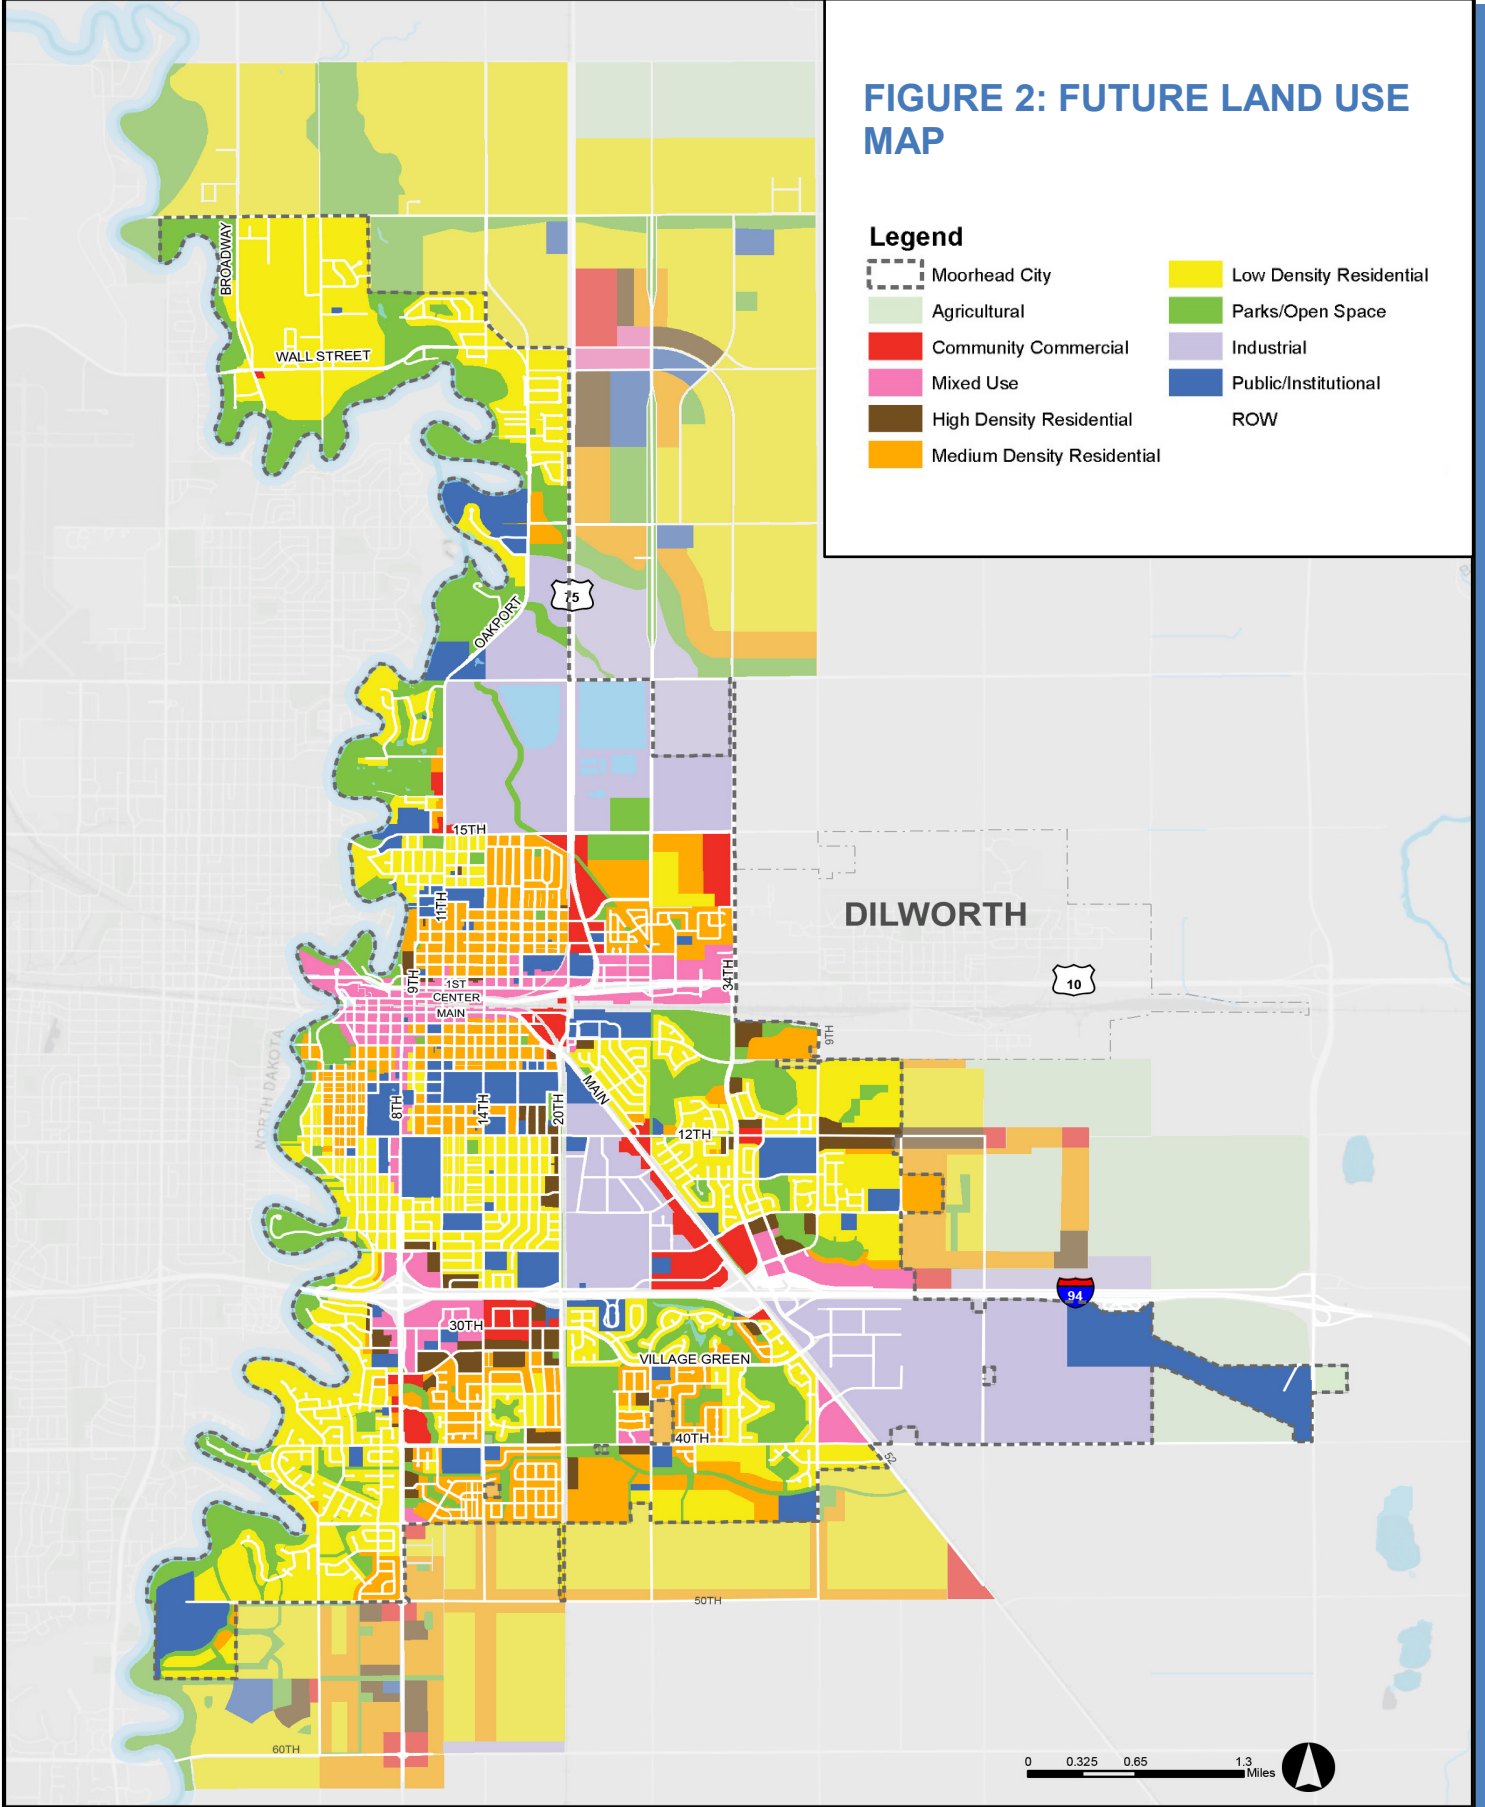 FIGURE 2: FUTURE LAND USE
MAP
Legend
Moorhead City
Agricultural
Community Commercial
Mixed Use
High Density Residential
Medium Density Residential
Low Density Residential
Parks/Open Space
Industrial
Public/Institutional
ROW
BROADWAY
WALL STREET
75
OAKPORT
15TH
11TH
DILWORTH
9TH
1ST
CENTER
MAIN
34TH
10
9TH
NORTH DAKOTA
8TH
14TH
20TH
MAIN
12TH
94
30TH
VILLAGE GREEN
40TH
52
50TH
60TH
0 0.325 0.65 1.3
Miles